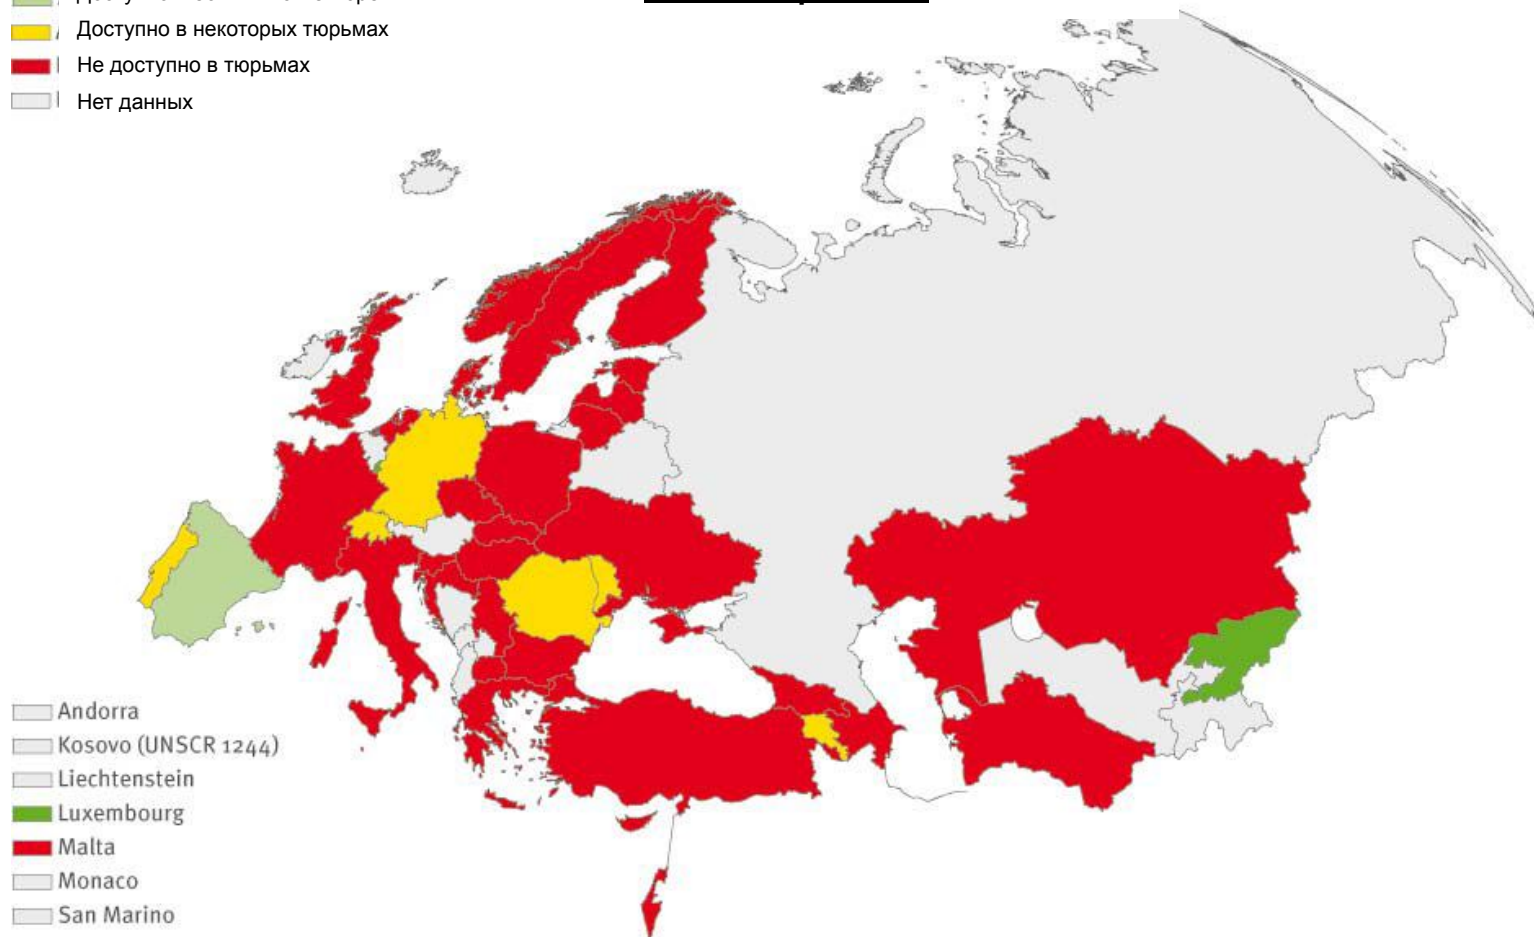 Доступно в некоторых тюрьмах
Не доступно в тюрьмах
Нет данных
Andorra
Kosovo (UNSCR 1244)
Liechtenstein
Luxembourg
Malta
Monaco
San Marino